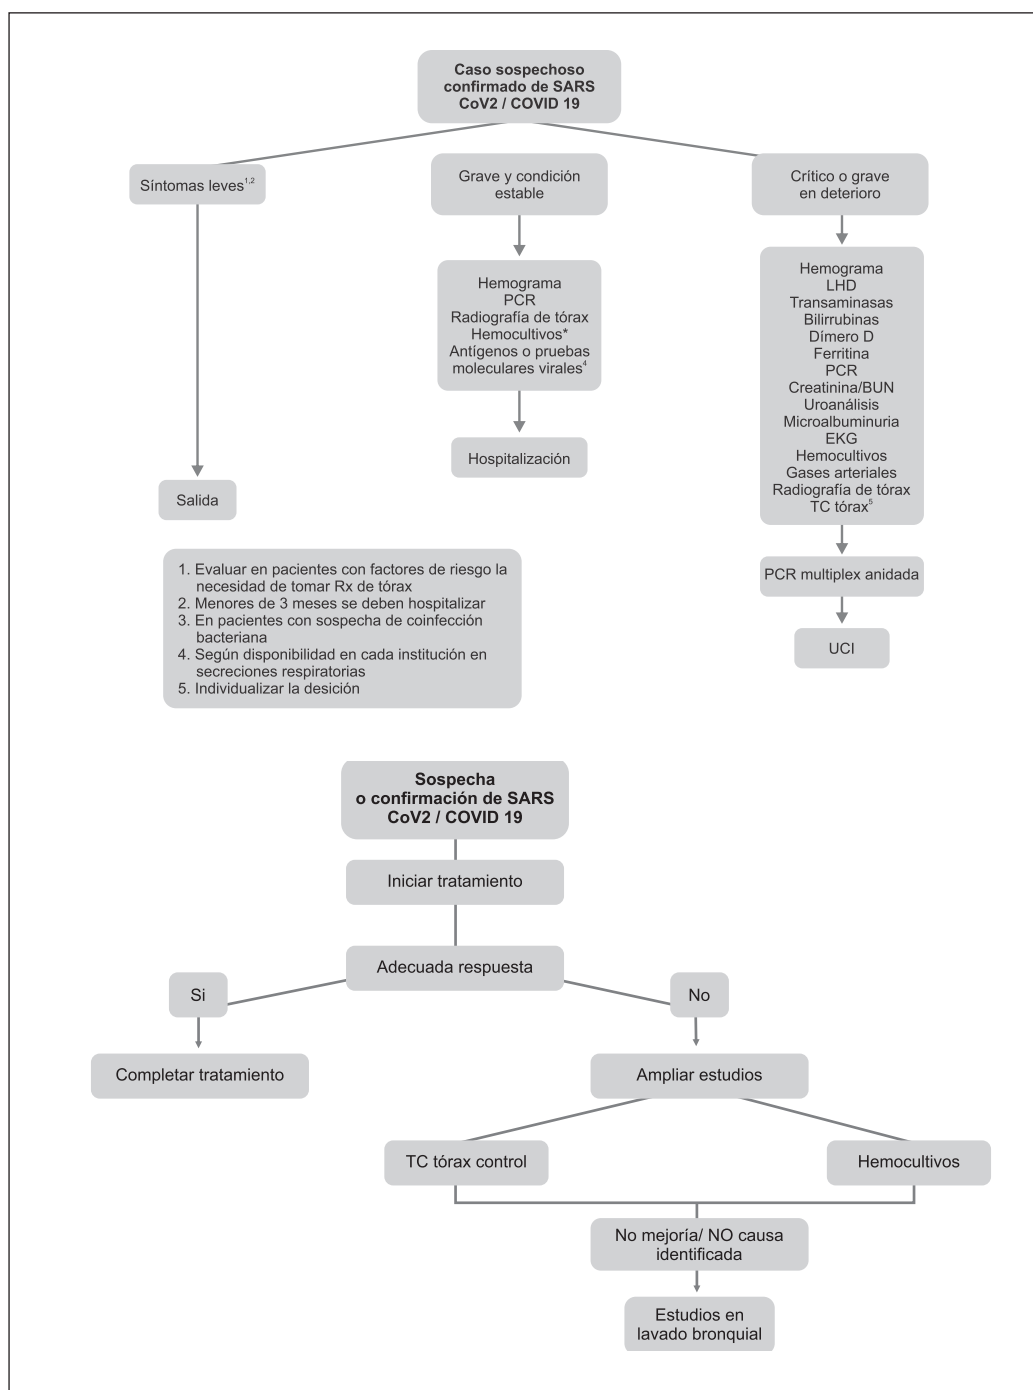 Caso sospechoso
confirmado de SARS
CoV2 / COVID 19
Síntomas leves1,2
Salida
Grave y condición
estable
Hemograma
PCR
Radiografía de tórax
Hemocultivos*
Antígenos o pruebas
moleculares virales4
Hospitalización
Crítico o grave
en deterioro
Hemograma
LHD
Transaminasas
Bilirrubinas
Dímero D
Ferritina
PCR
Creatinina/BUN
Uroanálisis
Microalbuminuria
EKG
Hemocultivos
Gases arteriales
Radiografía de tórax
TC tórax5
PCR multiplex anidada
UCI
1. Evaluar en pacientes con factores de riesgo la
necesidad de tomar Rx de tórax
2. Menores de 3 meses se deben hospitalizar
3. En pacientes con sospecha de coinfección
bacteriana
4. Según disponibilidad en cada institución en
secreciones respiratorias
5. Individualizar la desición
Sospecha
o confirmación de SARS
CoV2 / COVID 19
Iniciar tratamiento
Adecuada respuesta
Si
No
Completar tratamiento
Ampliar estudios
TC tórax control
Hemocultivos
No mejoría/ NO causa
identificada
Estudios en
lavado bronquial